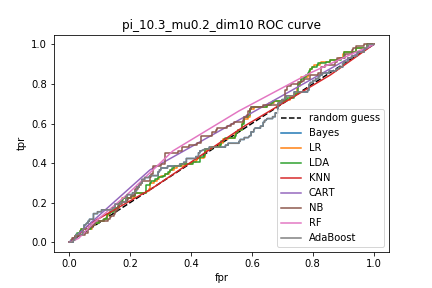 pi_10.3_mu0.2_dim10 ROC curve
1.0
0.8
0.6
0.4
0.2
0.0
tpr
0.0 0.2 0.4 0.6 0.8 1.0
fpr
random guess
Bayes
LR
LDA
KNN
CART
NB
RF
AdaBoost